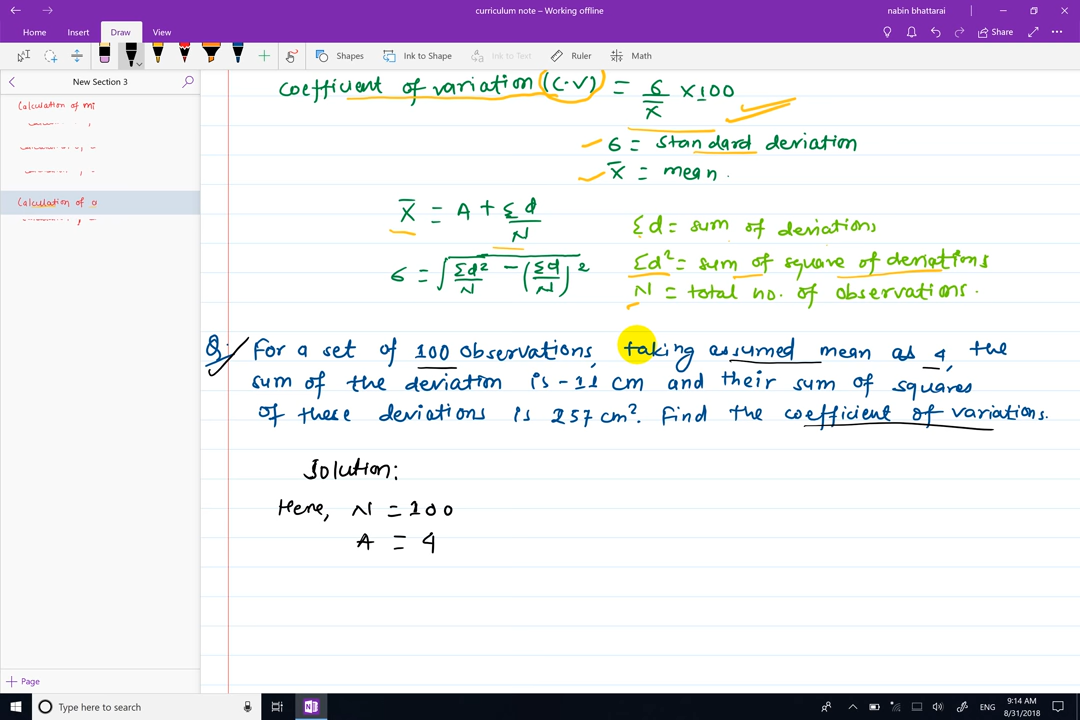 curriculum note – Working offline
nabin bhattarai
Home Insert Draw View
Share
Shapes Ink to Shape Ink to Text Ruler Math
New Section 3
Calculation of mi
Calculation of a
Page
coefficient of variation (C.V) = σ/X̄ ×100
σ = standard deviation
X̄ = mean.
X̄ = A + Σd/N
Σd = sum of deviations
σ = √(Σd²/N − (Σd/N)²)
Σd² = sum of square of deviations
N = total no. of observations.
Q. For a set of 100 observations, taking assumed mean as 4, the
sum of the deviation is -11 cm and their sum of squares
of these deviations is 257 cm². Find the coefficient of variations.
Solution:
Here, N = 100
A = 4
Type here to search
ENG
9:14 AM
8/31/2018